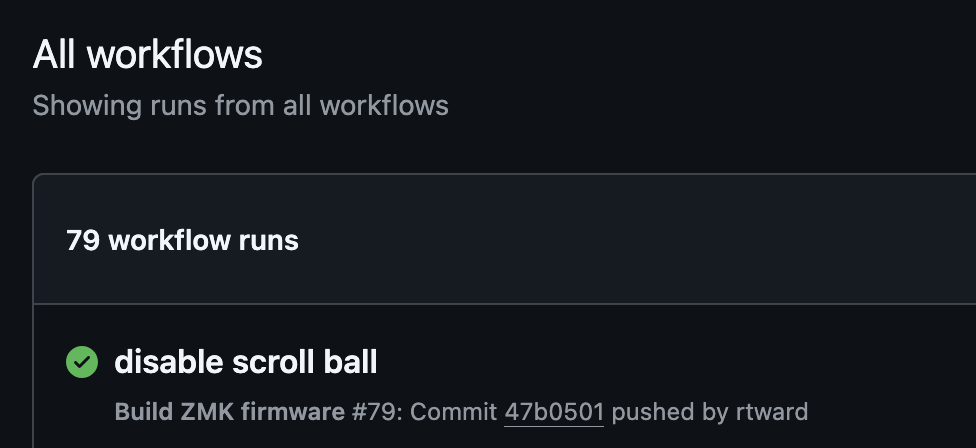 All workflows
Showing runs from all workflows
79 workflow runs
disable scroll ball
Build ZMK firmware #79: Commit 47b0501 pushed by rtward